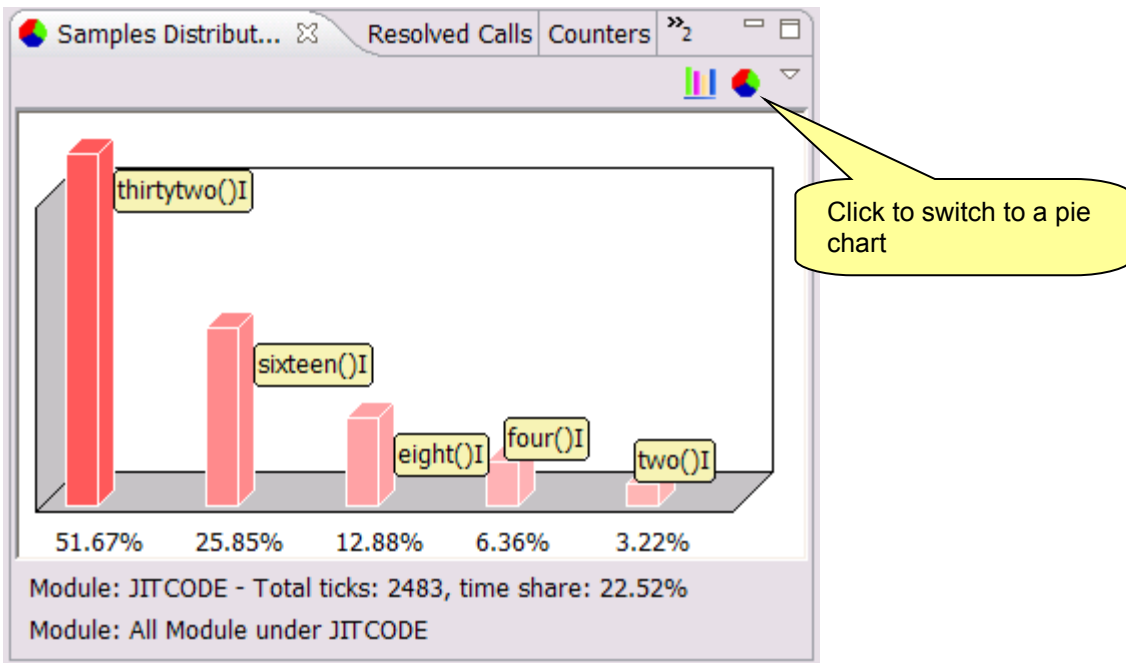 Samples Distribut... Resolved Calls Counters »2
thirtytwo()I
Click to switch to a pie
chart
sixteen()I
eight()I four()I two()I
51.67% 25.85% 12.88% 6.36% 3.22%
Module: JITCODE - Total ticks: 2483, time share: 22.52%
Module: All Module under JITCODE